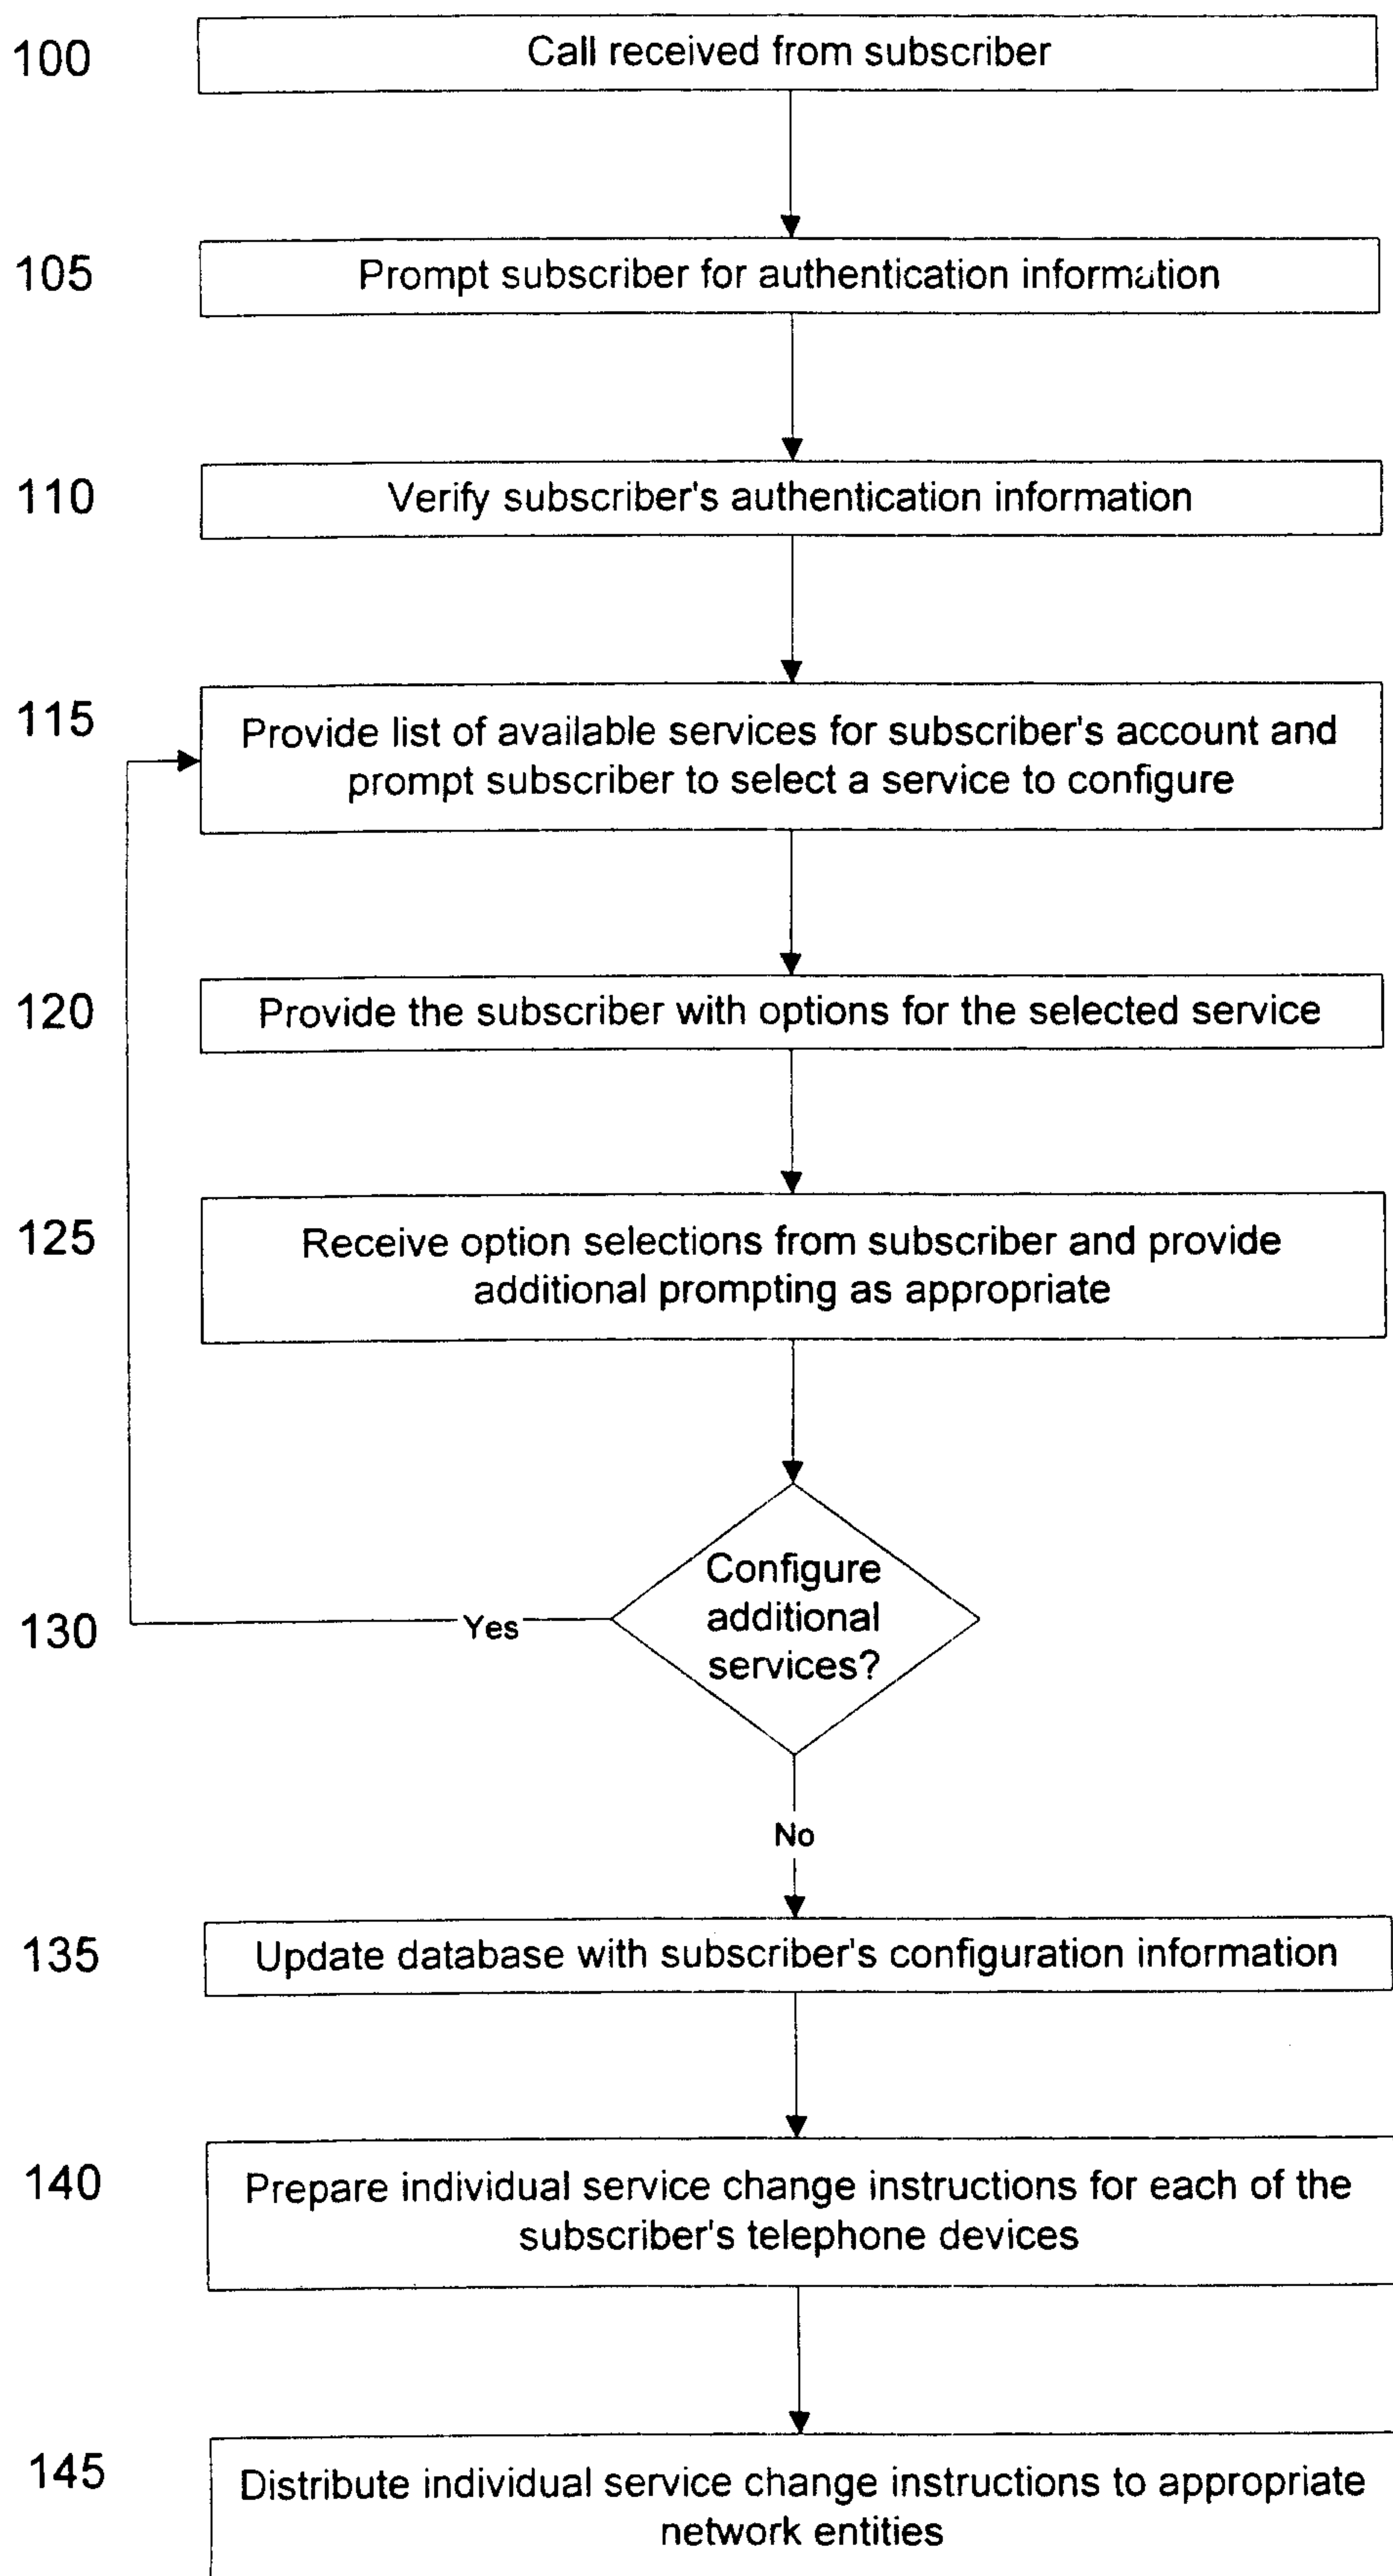 100
Call received from subscriber
105
Prompt subscriber for authentication information
110
Verify subscriber's authentication information
115
Provide list of available services for subscriber's account and
prompt subscriber to select a service to configure
120
Provide the subscriber with options for the selected service
125
Receive option selections from subscriber and provide
additional prompting as appropriate
130
Yes
Configure
additional
services?
No
135
Update database with subscriber's configuration information
140
Prepare individual service change instructions for each of the
subscriber's telephone devices
145
Distribute individual service change instructions to appropriate
network entities